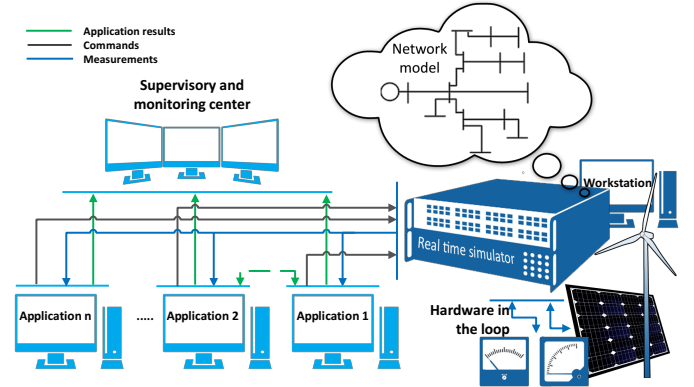 Application results
Commands
Measurements
Supervisory and
monitoring center
Network
model
Workstation
Real time simulator
Hardware in
the loop
Application n
.....
Application 2
Application 1